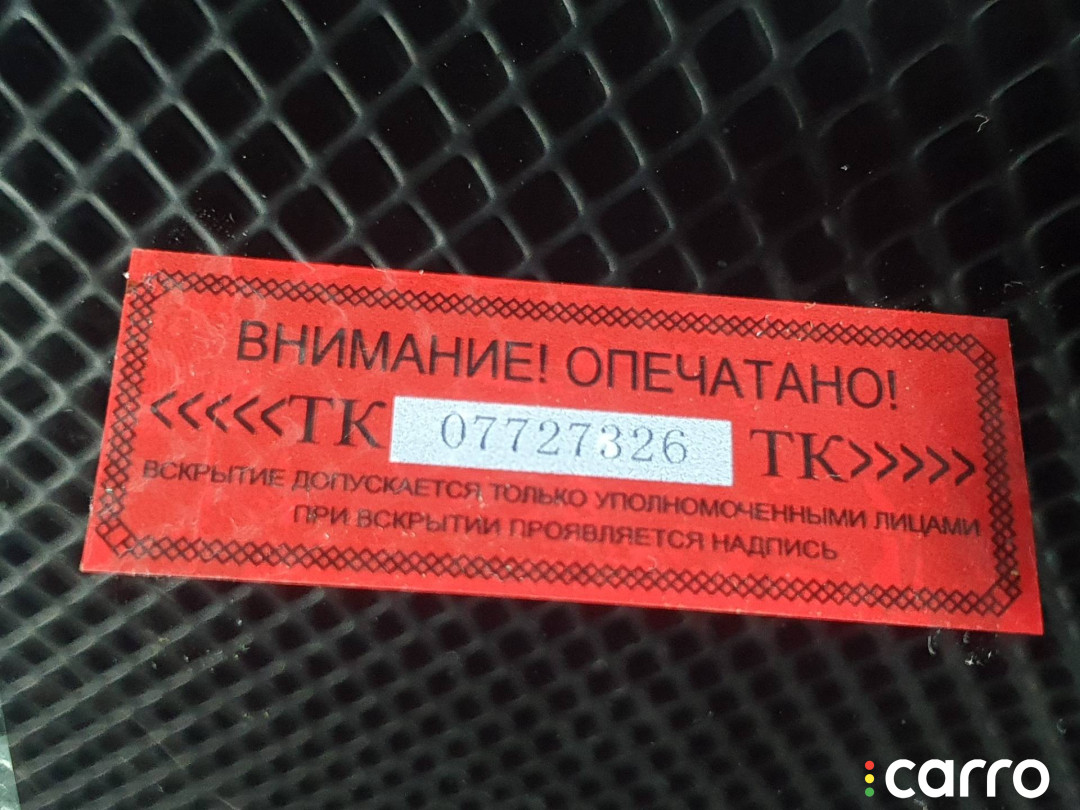 ВНИМАНИЕ! ОПЕЧАТАНО!
<<<<<ТК 07727326 ТК>>>>>
ВСКРЫТИЕ ДОПУСКАЕТСЯ ТОЛЬКО УПОЛНОМОЧЕННЫМИ ЛИЦАМИ
ПРИ ВСКРЫТИИ ПРОЯВЛЯЕТСЯ НАДПИСЬ
carro